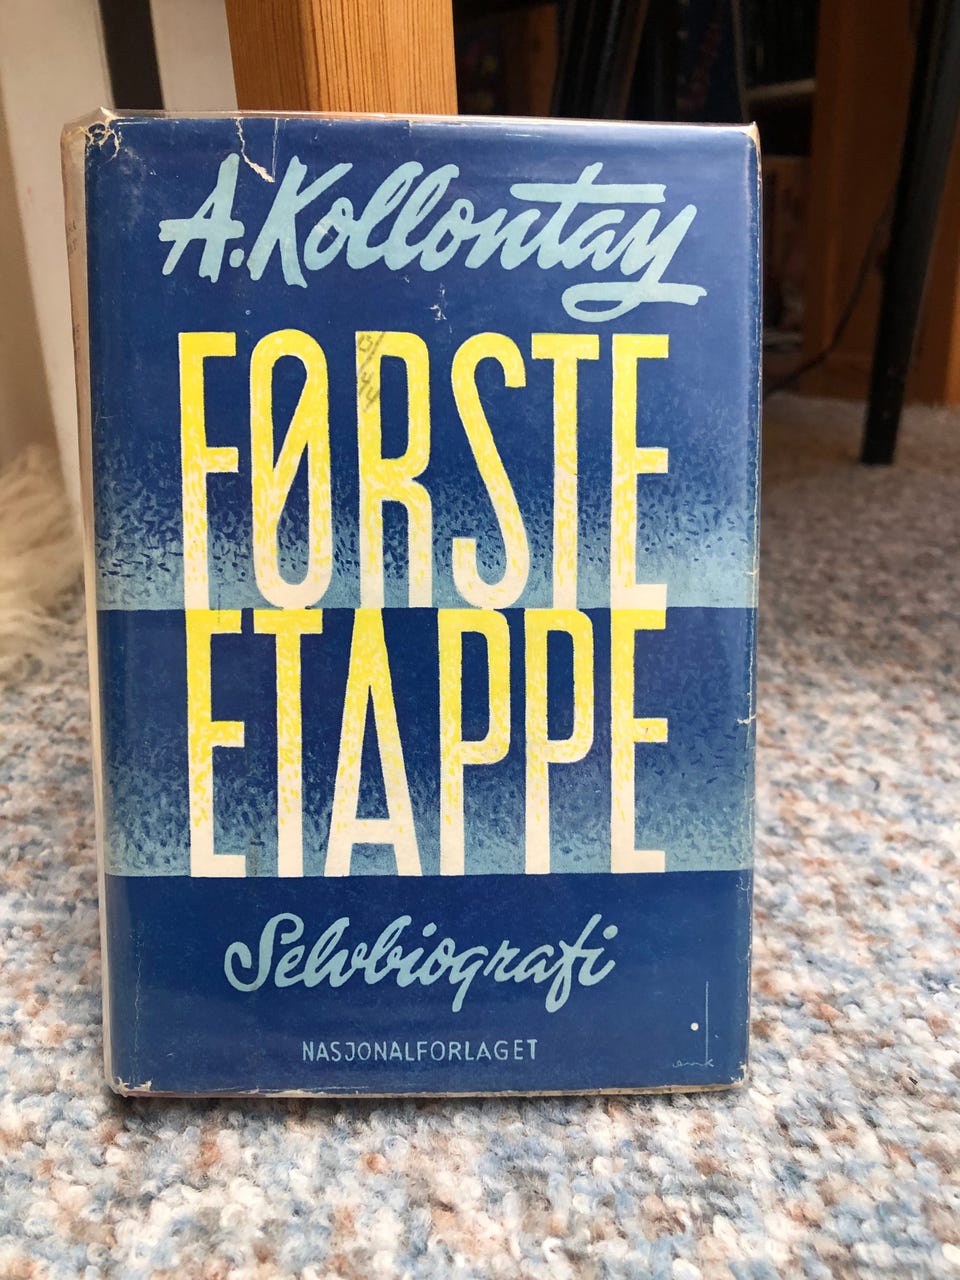 A. Kollontay
FØRSTE
ETAPPE
Selvbiografi
NASJONALFORLAGET